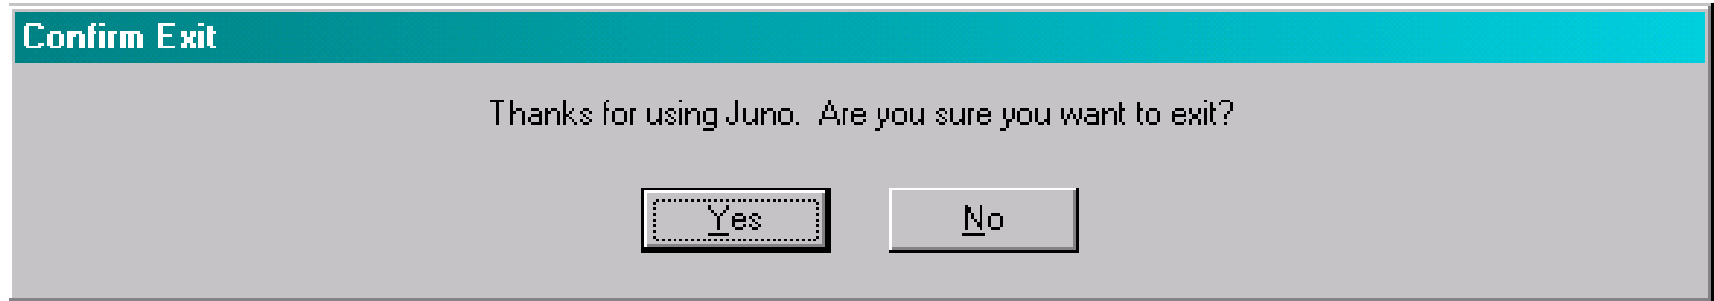 Confirm Exit
Thanks for using Juno.  Are you sure you want to exit?
Yes
No